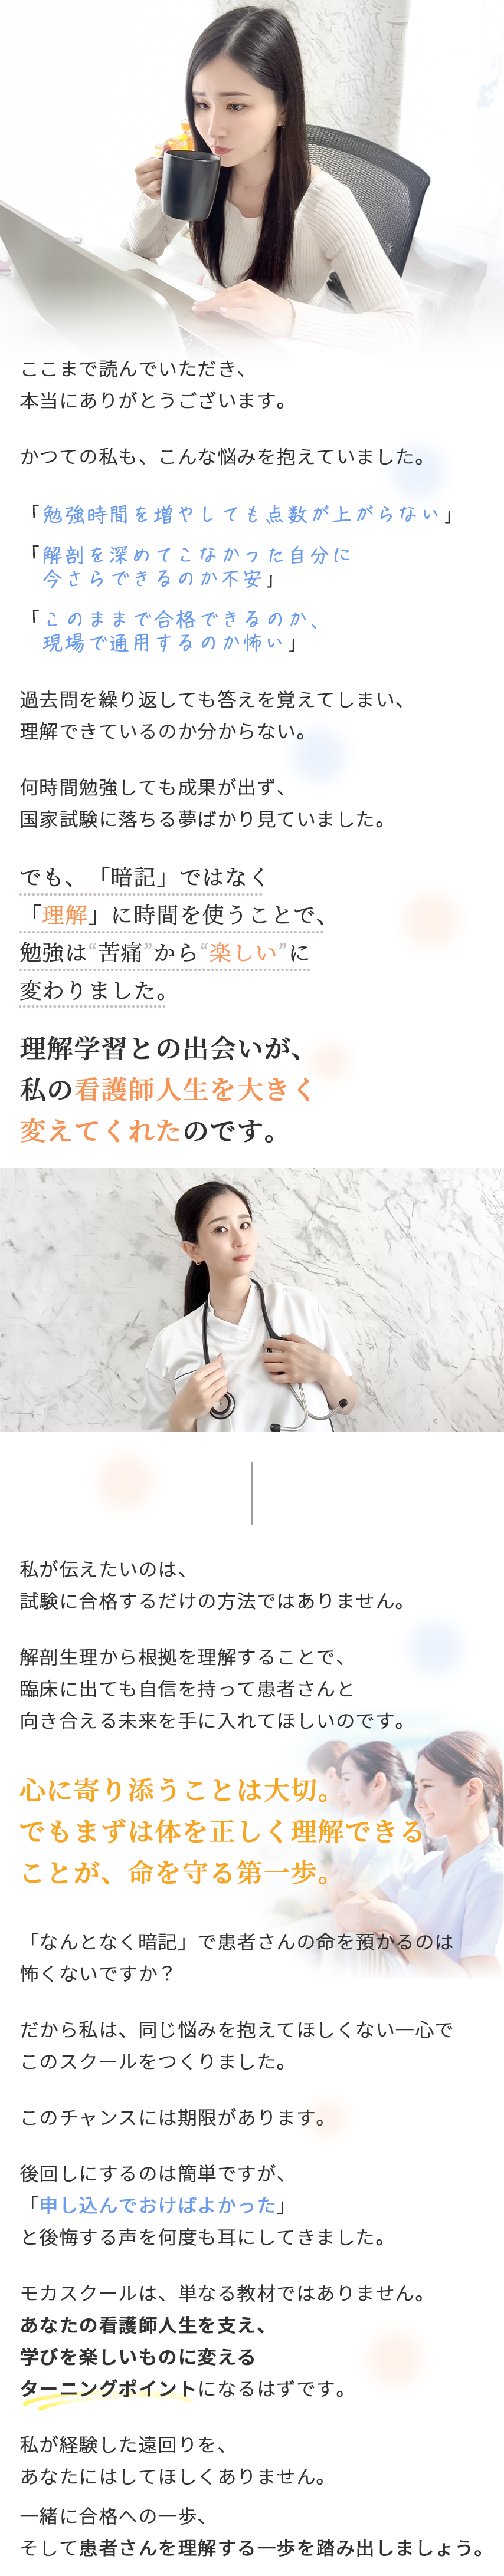 ここまで読んでいただき、
本当にありがとうございます。
かつての私も、こんな悩みを抱えていました。
「勉強時間を増やしても点数が上がらない」
「解剖を深めてこなかった自分に
今さらできるのか不安」
「このままで合格できるのか、
現場で通用するのか怖い」
過去問を繰り返しても答えを覚えてしまい、
理解できているのか分からない。
何時間勉強しても成果が出ず、
国家試験に落ちる夢ばかり見ていました。
でも、「暗記」ではなく
「理解」に時間を使うことで、
勉強は“苦痛”から“楽しい”に
変わりました。
理解学習との出会いが、
私の看護師人生を大きく
変えてくれたのです。
私が伝えたいのは、
試験に合格するだけの方法ではありません。
解剖生理から根拠を理解することで、
臨床に出ても自信を持って患者さんと
向き合える未来を手に入れてほしいのです。
心に寄り添うことは大切。
でもまずは体を正しく理解できる
ことが、命を守る第一歩。
「なんとなく暗記」で患者さんの命を預かるのは
怖くないですか？
だから私は、同じ悩みを抱えてほしくない一心で
このスクールをつくりました。
このチャンスには期限があります。
後回しにするのは簡単ですが、
「申し込んでおけばよかった」
と後悔する声を何度も耳にしてきました。
モカスクールは、単なる教材ではありません。
あなたの看護師人生を支え、
学びを楽しいものに変える
ターニングポイントになるはずです。
私が経験した遠回りを、
あなたにはしてほしくありません。
一緒に合格への一歩、
そして患者さんを理解する一歩を踏み出しましょう。